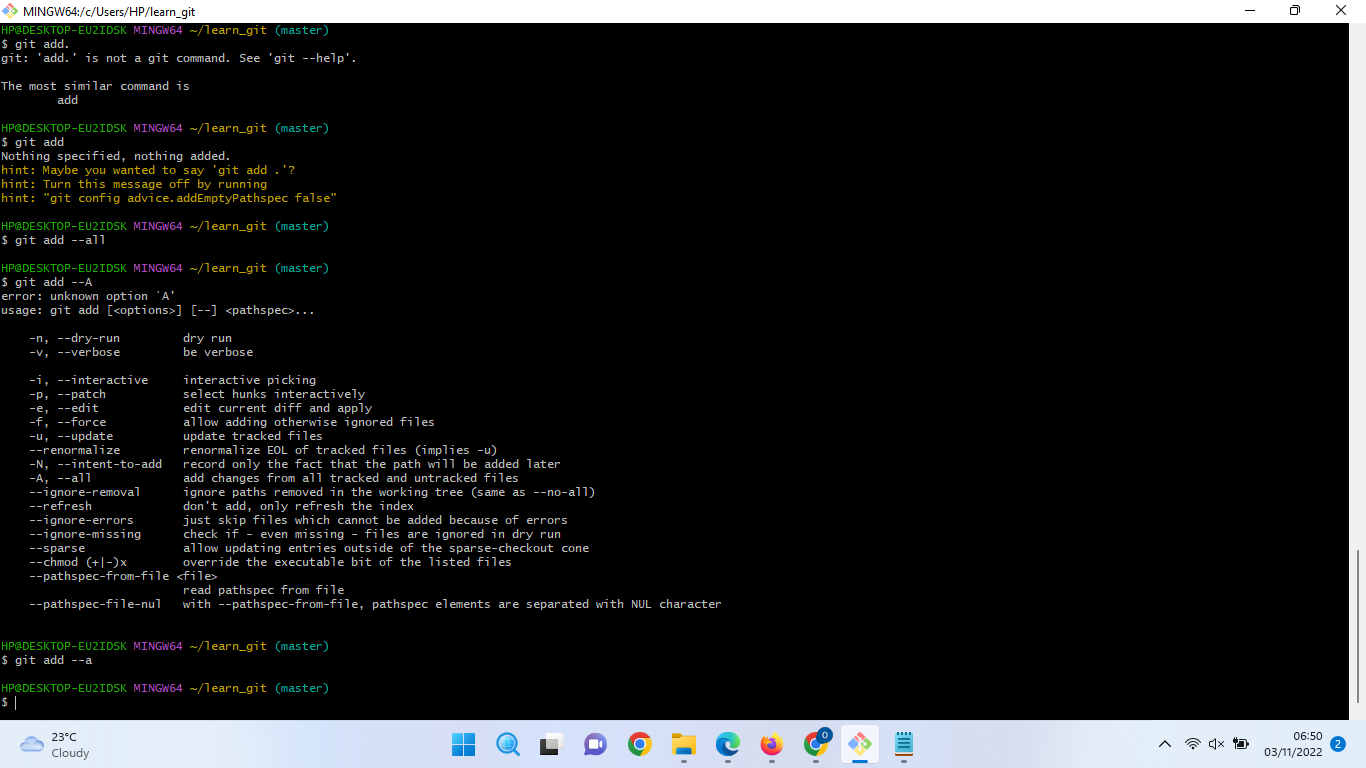 MINGW64:/c/Users/HP/learn_git
HP@DESKTOP-EU2IDSK MINGW64 ~/learn_git (master)
$ git add.
git: 'add.' is not a git command. See 'git --help'.
The most similar command is
add
HP@DESKTOP-EU2IDSK MINGW64 ~/learn_git (master)
$ git add
Nothing specified, nothing added.
hint: Maybe you wanted to say 'git add .'?
hint: Turn this message off by running
hint: "git config advice.addEmptyPathspec false"
HP@DESKTOP-EU2IDSK MINGW64 ~/learn_git (master)
$ git add --all
HP@DESKTOP-EU2IDSK MINGW64 ~/learn_git (master)
$ git add --A
error: unknown option `A'
usage: git add [<options>] [--] <pathspec>...
-n, --dry-run         dry run
-v, --verbose         be verbose
-i, --interactive     interactive picking
-p, --patch           select hunks interactively
-e, --edit            edit current diff and apply
-f, --force           allow adding otherwise ignored files
-u, --update          update tracked files
--renormalize         renormalize EOL of tracked files (implies -u)
-N, --intent-to-add   record only the fact that the path will be added later
-A, --all             add changes from all tracked and untracked files
--ignore-removal      ignore paths removed in the working tree (same as --no-all)
--refresh             don't add, only refresh the index
--ignore-errors       just skip files which cannot be added because of errors
--ignore-missing      check if - even missing - files are ignored in dry run
--sparse              allow updating entries outside of the sparse-checkout cone
--chmod (+|-)x        override the executable bit of the listed files
--pathspec-from-file <file>
read pathspec from file
--pathspec-file-nul   with --pathspec-from-file, pathspec elements are separated with NUL character
HP@DESKTOP-EU2IDSK MINGW64 ~/learn_git (master)
$ git add --a
HP@DESKTOP-EU2IDSK MINGW64 ~/learn_git (master)
$
23°C
Cloudy
0
06:50
03/11/2022
2